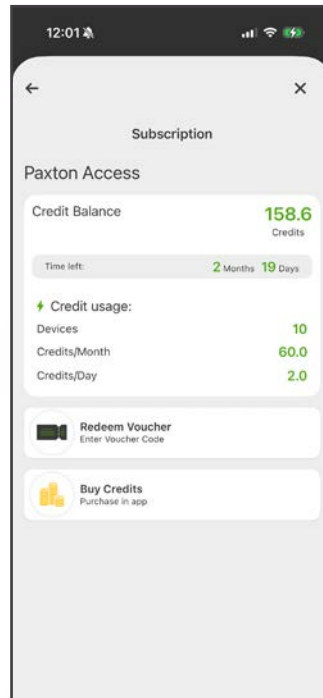 12:01
Subscription
Paxton Access
Credit Balance
158.6
Credits
Time left:
2 Months 19 Days
Credit usage:
Devices 10
Credits/Month 60.0
Credits/Day 2.0
Redeem Voucher
Enter Voucher Code
Buy Credits
Purchase in app